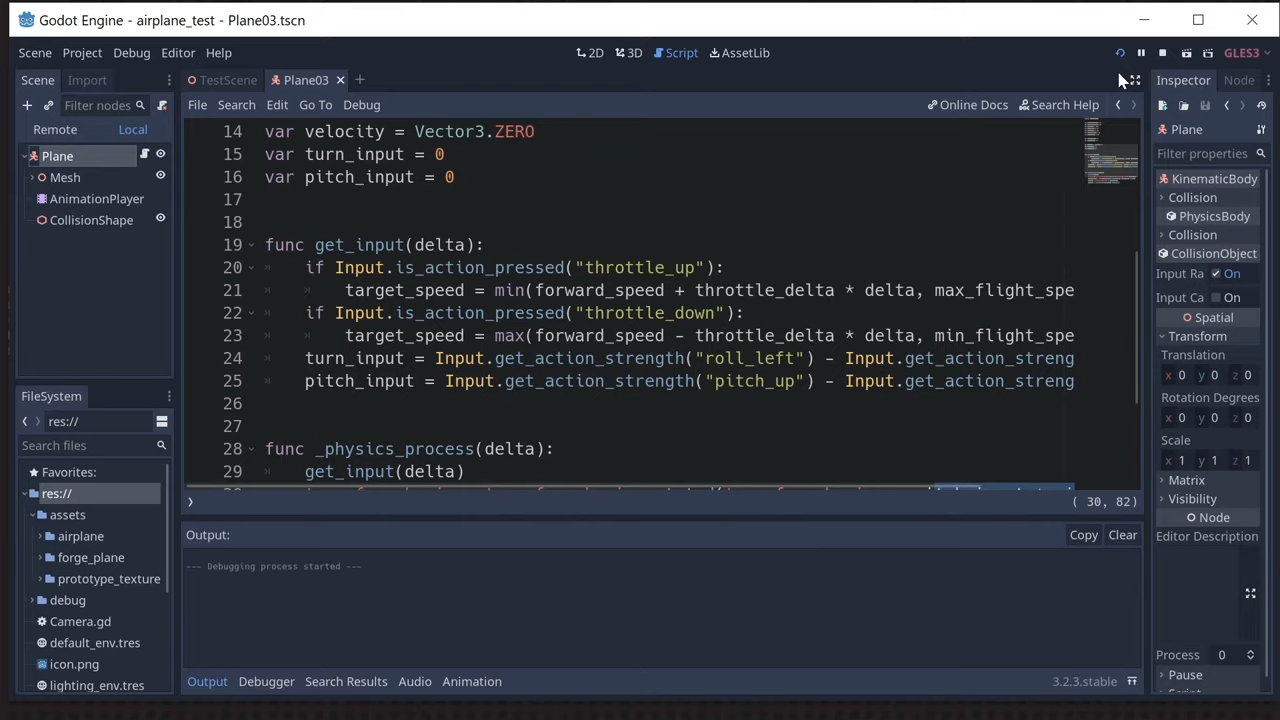 Godot Engine - airplane_test - Plane03.tscn
Scene Project Debug Editor Help
2D 3D Script AssetLib
GLES3
Scene Import
TestScene Plane03
Inspector Node
Filter nodes
File Search Edit Go To Debug
Online Docs Search Help
Remote Local
Plane
Mesh
AnimationPlayer
CollisionShape
14 var velocity = Vector3.ZERO
15 var turn_input = 0
16 var pitch_input = 0
17
18
19 func get_input(delta):
20 if Input.is_action_pressed("throttle_up"):
21 target_speed = min(forward_speed + throttle_delta * delta, max_flight_spe
22 if Input.is_action_pressed("throttle_down"):
23 target_speed = max(forward_speed - throttle_delta * delta, min_flight_spe
24 turn_input = Input.get_action_strength("roll_left") - Input.get_action_streng
25 pitch_input = Input.get_action_strength("pitch_up") - Input.get_action_streng
26
27
28 func _physics_process(delta):
29 get_input(delta)
( 30, 82)
FileSystem
res://
Search files
Favorites:
res://
assets
airplane
forge_plane
prototype_texture
debug
Camera.gd
default_env.tres
icon.png
lighting_env.tres
Output:
Copy Clear
--- Debugging process started ---
Output Debugger Search Results Audio Animation
3.2.3.stable
Plane
Filter properties
KinematicBody
Collision
PhysicsBody
Collision
CollisionObject
Input Ra On
Input Ca On
Spatial
Transform
Translation
x 0 y 0 z 0
Rotation Degrees
x 0 y 0 z 0
Scale
x 1 y 1 z 1
Matrix
Visibility
Node
Editor Description
Process 0
Pause